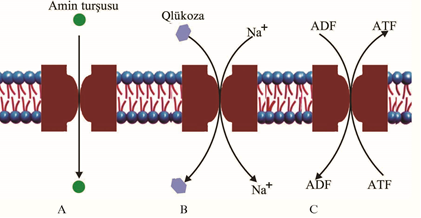 Amin turşusu
Qlükoza
Na+
ADF
ATF
Na+
ADF
ATF
A
B
C